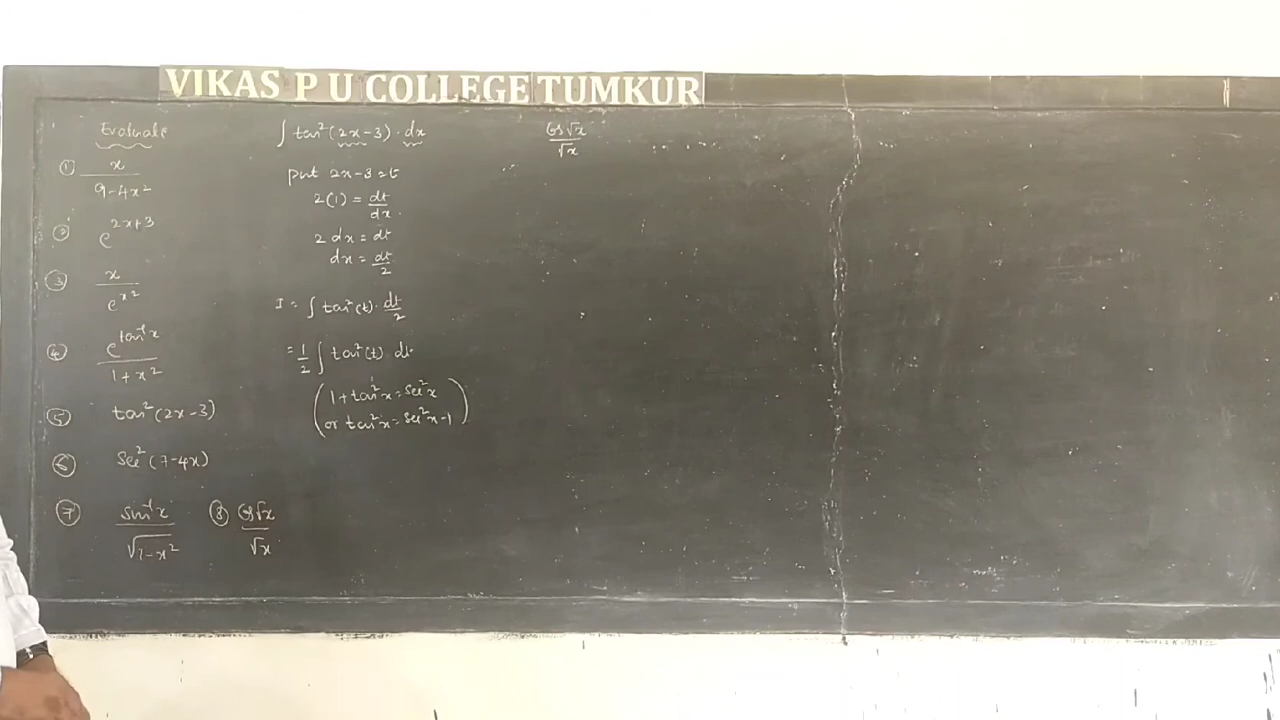 VIKAS P U COLLEGE TUMKUR
Evaluate
① x
9-4x²
② e^2x+3
③ x
e^x²
④ e^tan⁻¹x
1+x²
⑤ tan²(2x-3)
⑥ Sec²(7-4x)
⑦ sin⁻¹x
√1-x²
⑧ cos√x
√x
∫ tan²(2x-3) · dx
put 2x-3=t
2(1) = dt/dx
2 dx = dt
dx = dt/2
I = ∫ tan²(t) · dt/2
= 1/2 ∫ tan²(t) · dt
(1+tan²x = Sec²x
or tan²x = Sec²x-1)
cos√x
√x